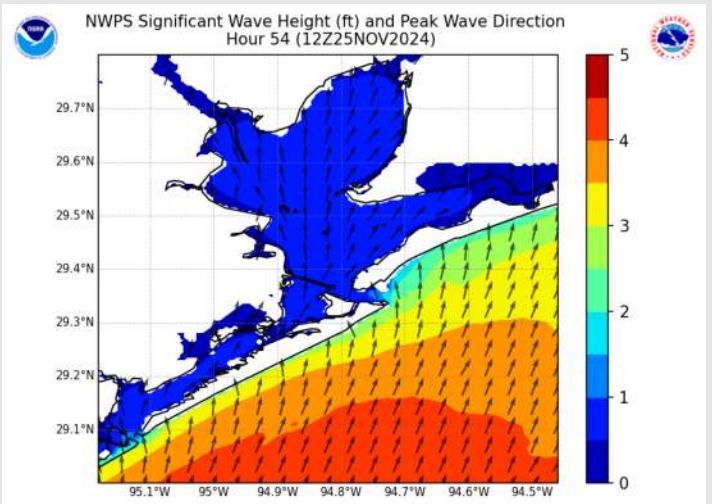 NWPS Significant Wave Height (ft) and Peak Wave Direction
Hour 54 (12Z25NOV2024)
NOAA
5
4
3
2
1
0
29.7°N
29.6°N
29.5°N
29.4°N
29.3°N
29.2°N
29.1°N
95.1°W 95°W 94.9°W 94.8°W 94.7°W 94.6°W 94.5°W